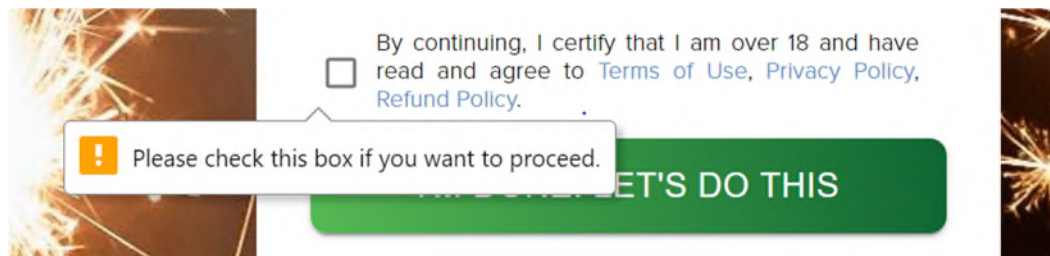 By continuing, I certify that I am over 18 and have
read and agree to Terms of Use, Privacy Policy,
Refund Policy.
Please check this box if you want to proceed.
LET'S DO THIS